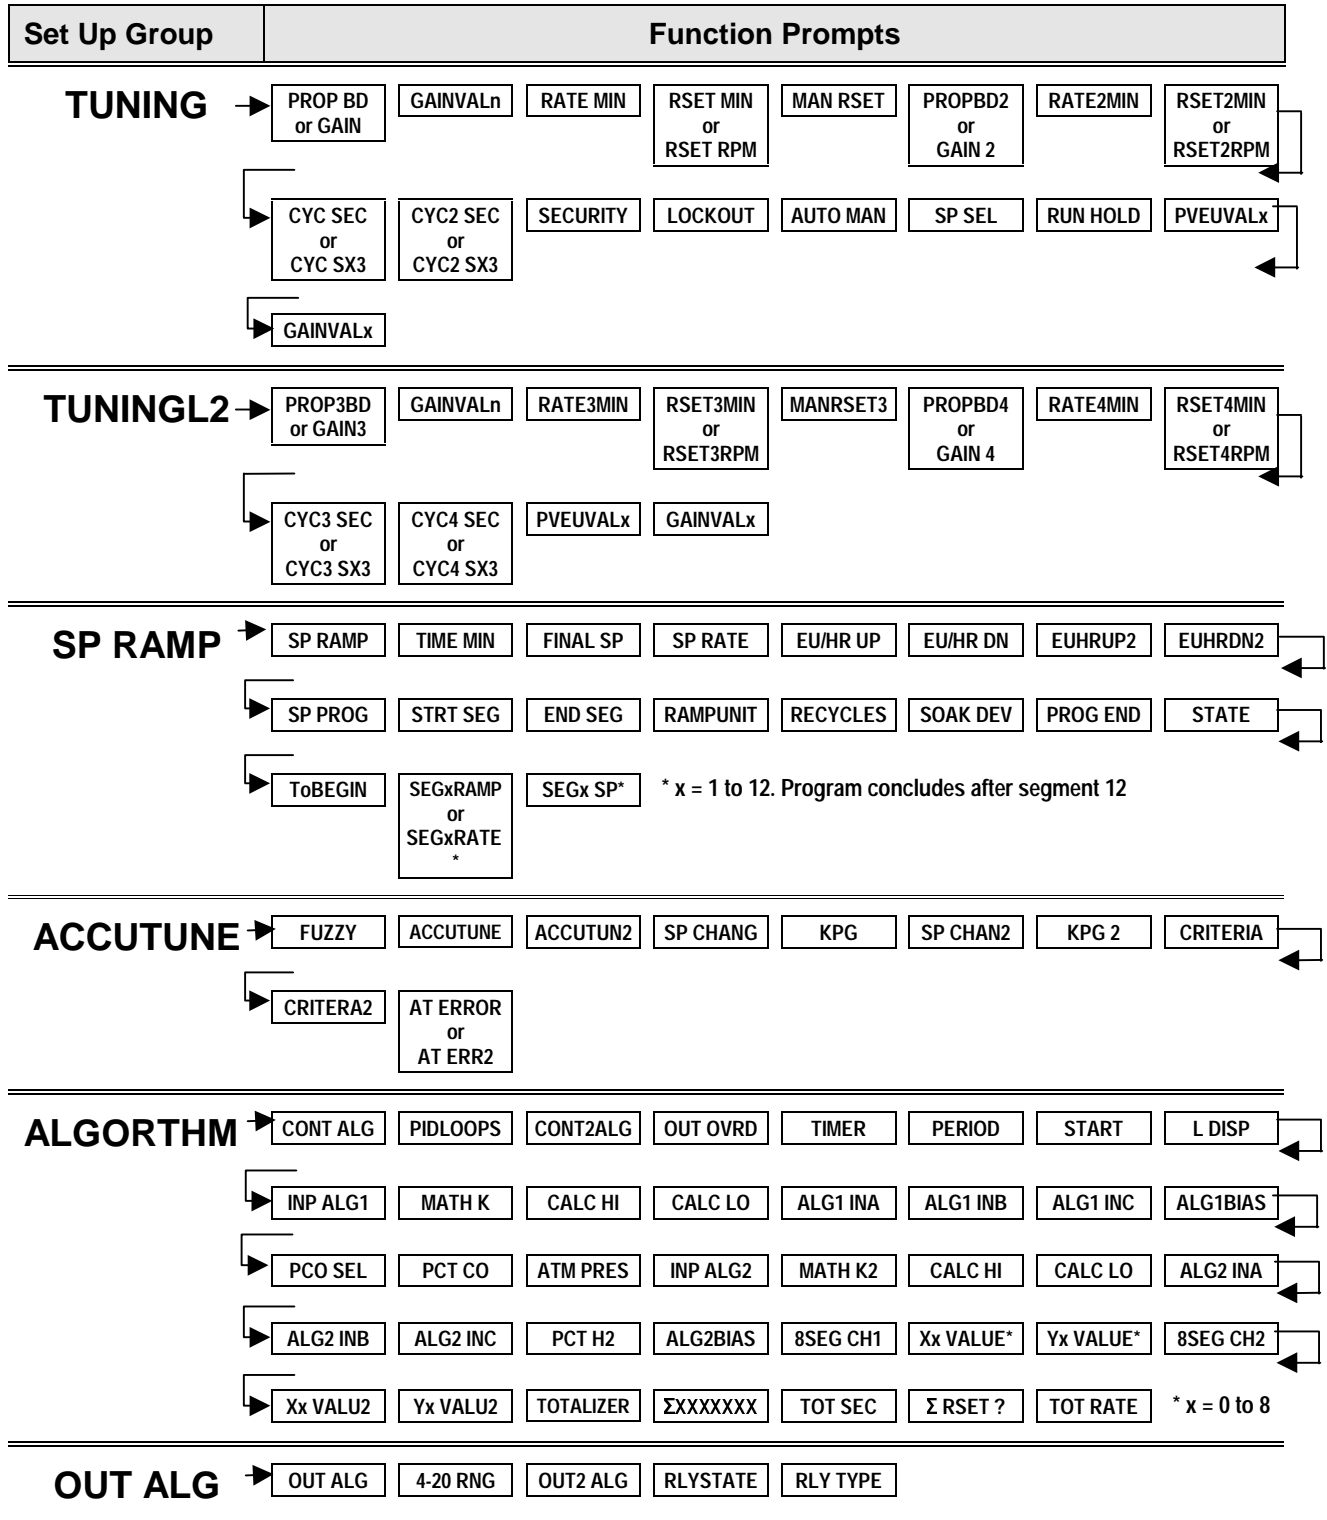 Set Up Group Function Prompts
TUNING PROP BD or GAIN GAINVALn RATE MIN RSET MIN or RSET RPM MAN RSET PROPBD2 or GAIN 2 RATE2MIN RSET2MIN or RSET2RPM
CYC SEC or CYC SX3 CYC2 SEC or CYC2 SX3 SECURITY LOCKOUT AUTO MAN SP SEL RUN HOLD PVEUVALx
GAINVALx
TUNINGL2 PROP3BD or GAIN3 GAINVALn RATE3MIN RSET3MIN or RSET3RPM MANRSET3 PROPBD4 or GAIN 4 RATE4MIN RSET4MIN or RSET4RPM
CYC3 SEC or CYC3 SX3 CYC4 SEC or CYC4 SX3 PVEUVALx GAINVALx
SP RAMP SP RAMP TIME MIN FINAL SP SP RATE EU/HR UP EU/HR DN EUHRUP2 EUHRDN2
SP PROG STRT SEG END SEG RAMPUNIT RECYCLES SOAK DEV PROG END STATE
ToBEGIN SEGxRAMP or SEGxRATE * SEGx SP* * x = 1 to 12. Program concludes after segment 12
ACCUTUNE FUZZY ACCUTUNE ACCUTUN2 SP CHANG KPG SP CHAN2 KPG 2 CRITERIA
CRITERA2 AT ERROR or AT ERR2
ALGORTHM CONT ALG PIDLOOPS CONT2ALG OUT OVRD TIMER PERIOD START L DISP
INP ALG1 MATH K CALC HI CALC LO ALG1 INA ALG1 INB ALG1 INC ALG1BIAS
PCO SEL PCT CO ATM PRES INP ALG2 MATH K2 CALC HI CALC LO ALG2 INA
ALG2 INB ALG2 INC PCT H2 ALG2BIAS 8SEG CH1 Xx VALUE* Yx VALUE* 8SEG CH2
Xx VALU2 Yx VALU2 TOTALIZER ΣXXXXXXX TOT SEC Σ RSET ? TOT RATE * x = 0 to 8
OUT ALG OUT ALG 4-20 RNG OUT2 ALG RLYSTATE RLY TYPE